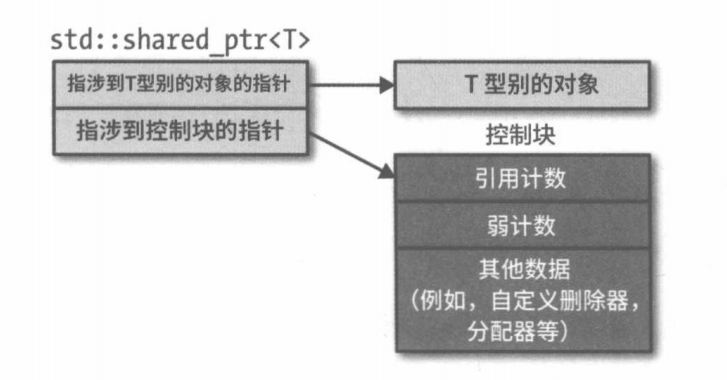 std::shared_ptr<T>
指涉到T型别的对象的指针
T 型别的对象
指涉到控制块的指针
控制块
引用计数
弱计数
其他数据
(例如，自定义删除器，
分配器等)